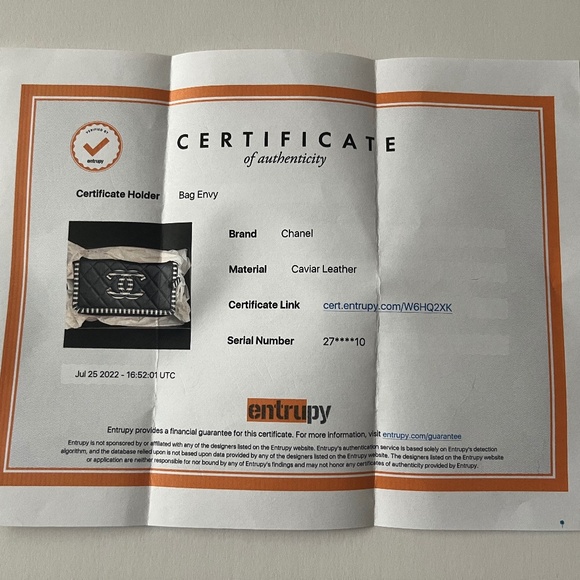 VERIFIED BY
entrupy
CERTIFICATE
of authenticity
Certificate Holder Bag Envy
Brand Chanel
Material Caviar Leather
Certificate Link cert.entrupy.com/W6HQ2XK
Serial Number 27****10
Jul 25 2022 - 16:52:01 UTC
entrupy
Entrupy provides a financial guarantee for this certificate. For more information, visit entrupy.com/guarantee
Entrupy is not sponsored by or affiliated with any of the designers listed on the Entrupy website. Entrupy's authentication service is based solely on Entrupy's detection
algorithm, and the database relied upon is not based upon data provided by any of the designers listed on the Entrupy website. The designers listed on the Entrupy website
or application are neither responsible for nor bound by any of Entrupy's findings and may not honor any certificates of authenticity provided by Entrupy.